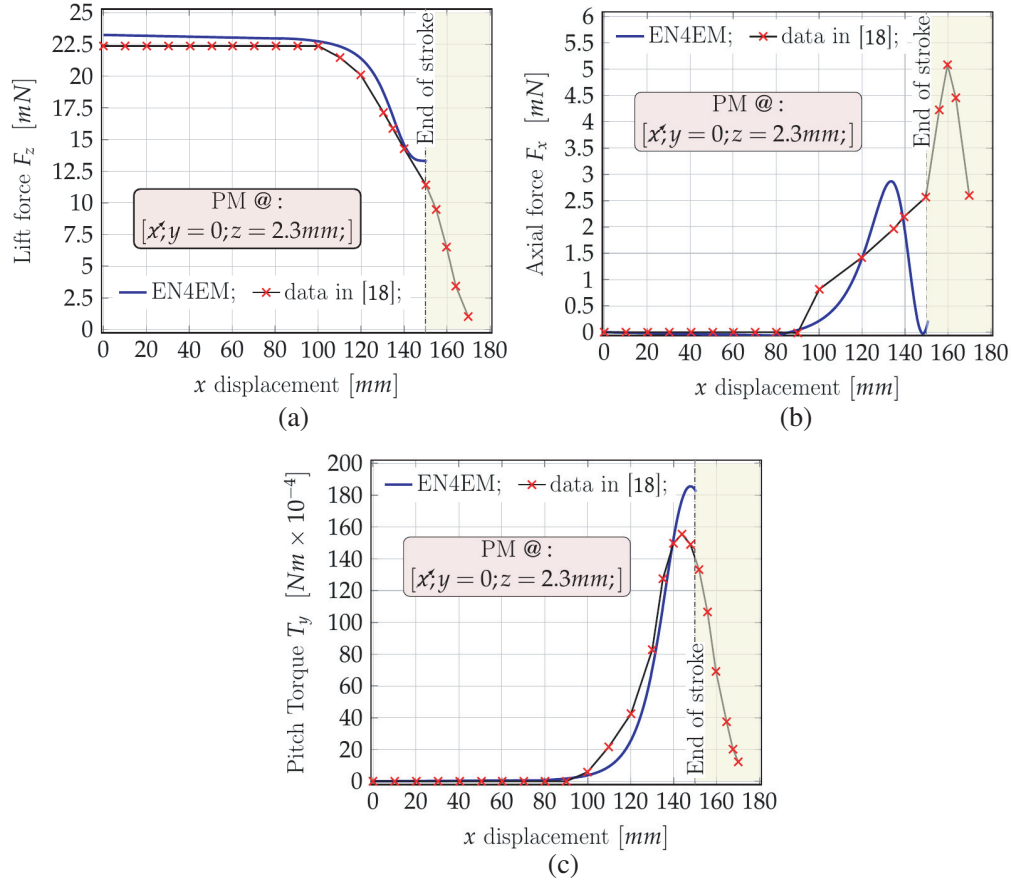 25
22.5
20
17.5
15
12.5
10
7.5
5
2.5
0
Lift force F_z [mN]
End of stroke
PM @ :
[x; y = 0; z = 2.3mm;]
EN4EM; data in [18];
0 20 40 60 80 100 120 140 160 180
x displacement [mm]
(a)
6
5.5
5
4.5
4
3.5
3
2.5
2
1.5
1
0.5
0
Axial force F_x [mN]
EN4EM; data in [18];
End of stroke
PM @ :
[x; y = 0; z = 2.3mm;]
0 20 40 60 80 100 120 140 160 180
x displacement [mm]
(b)
200
180
160
140
120
100
80
60
40
20
0
Pitch Torque T_y [Nm × 10⁻⁴]
EN4EM; data in [18];
PM @ :
[x; y = 0; z = 2.3mm;]
End of stroke
0 20 40 60 80 100 120 140 160 180
x displacement [mm]
(c)